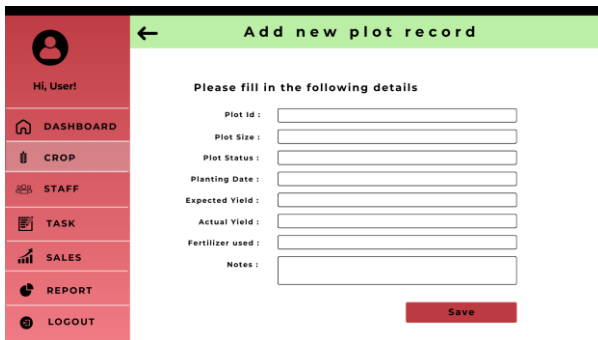 Add new plot record
Hi, User!
DASHBOARD
CROP
STAFF
TASK
SALES
REPORT
LOGOUT
Please fill in the following details
Plot Id :
Plot Size :
Plot Status :
Planting Date :
Expected Yield :
Actual Yield :
Fertilizer used :
Notes :
Save